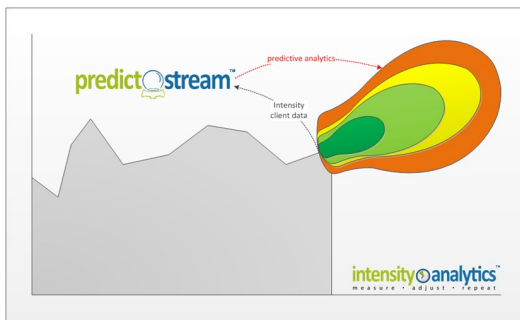 predictive analytics
predict stream™
Intensity
client data
intensity analytics™
measure • adjust • repeat